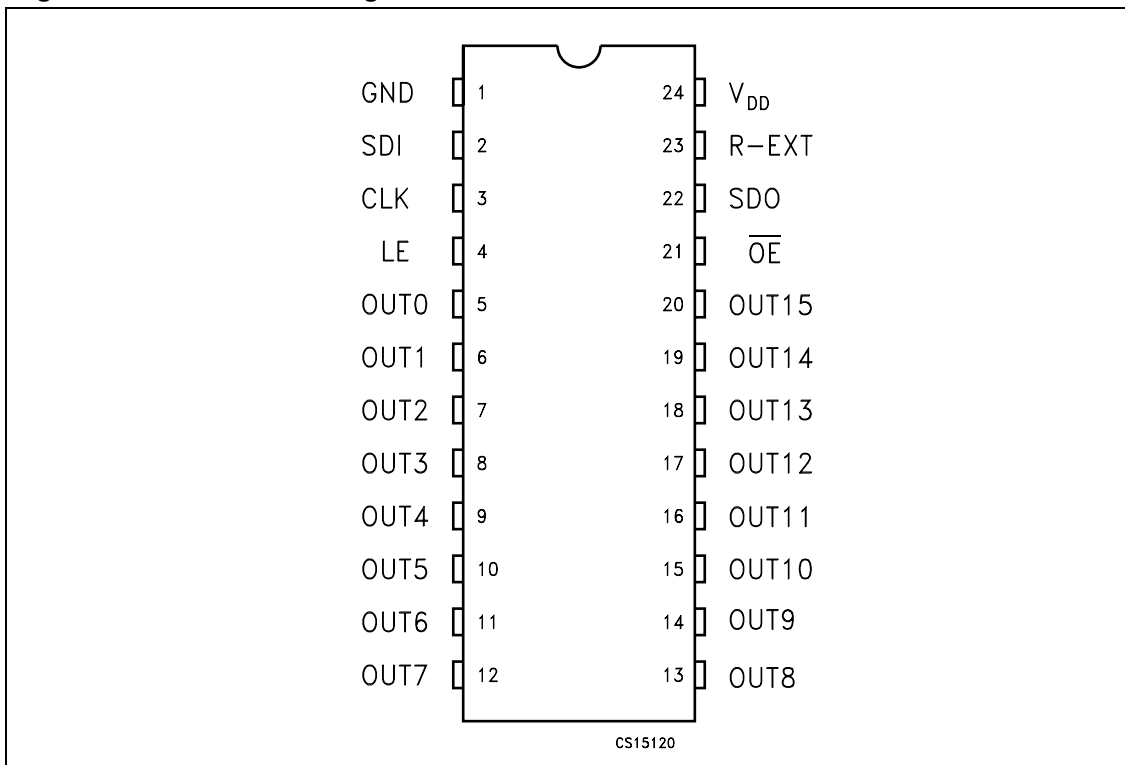 GND 1 24 V_DD
SDI 2 23 R-EXT
CLK 3 22 SDO
LE 4 21 O̅E̅
OUT0 5 20 OUT15
OUT1 6 19 OUT14
OUT2 7 18 OUT13
OUT3 8 17 OUT12
OUT4 9 16 OUT11
OUT5 10 15 OUT10
OUT6 11 14 OUT9
OUT7 12 13 OUT8
CS15120